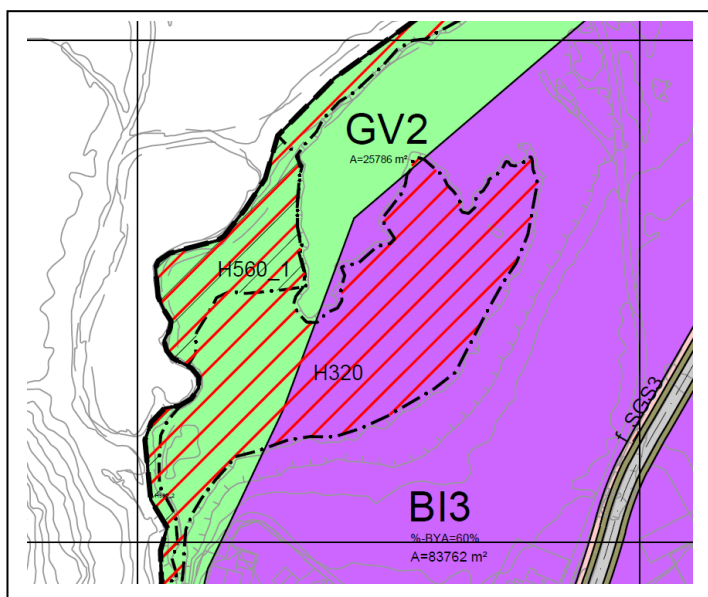 GV2
A=25786 m²
H560_1
H320
f_SGS3
BI3
%-BYA=60%
A=83762 m²